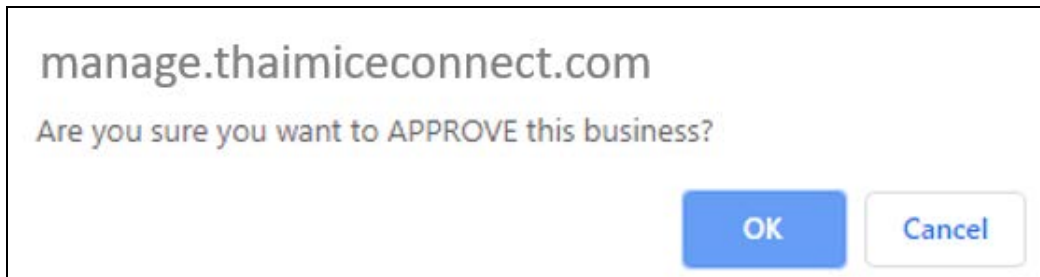 manage.thaimiceconnect.com
Are you sure you want to APPROVE this business?
OK Cancel